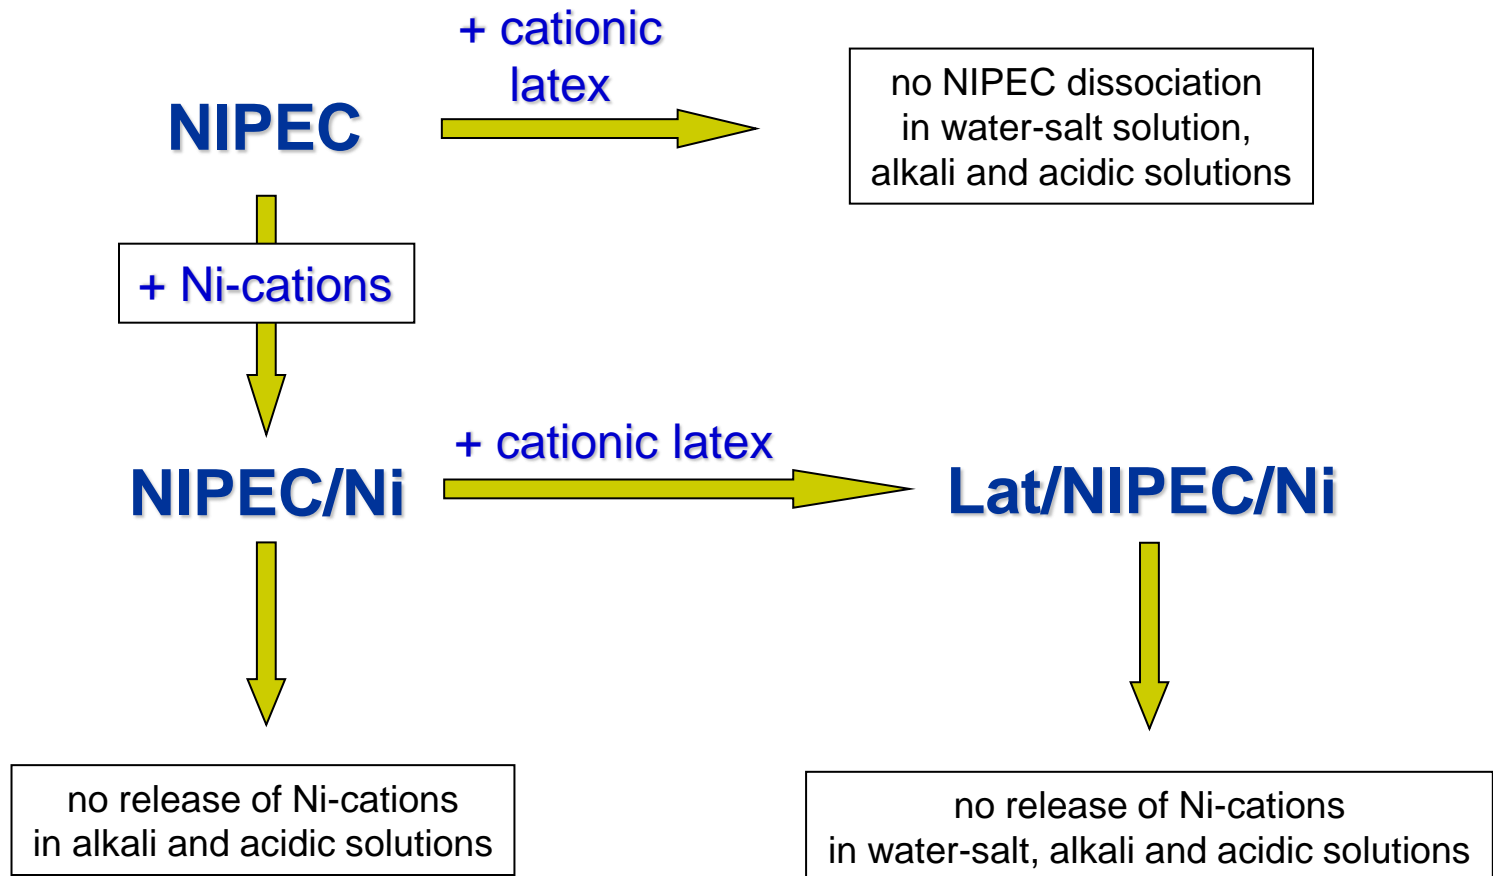 + cationic
latex
NIPEC
no NIPEC dissociation
in water-salt solution,
alkali and acidic solutions
+ Ni-cations
+ cationic latex
NIPEC/Ni
Lat/NIPEC/Ni
no release of Ni-cations
in alkali and acidic solutions
no release of Ni-cations
in water-salt, alkali and acidic solutions